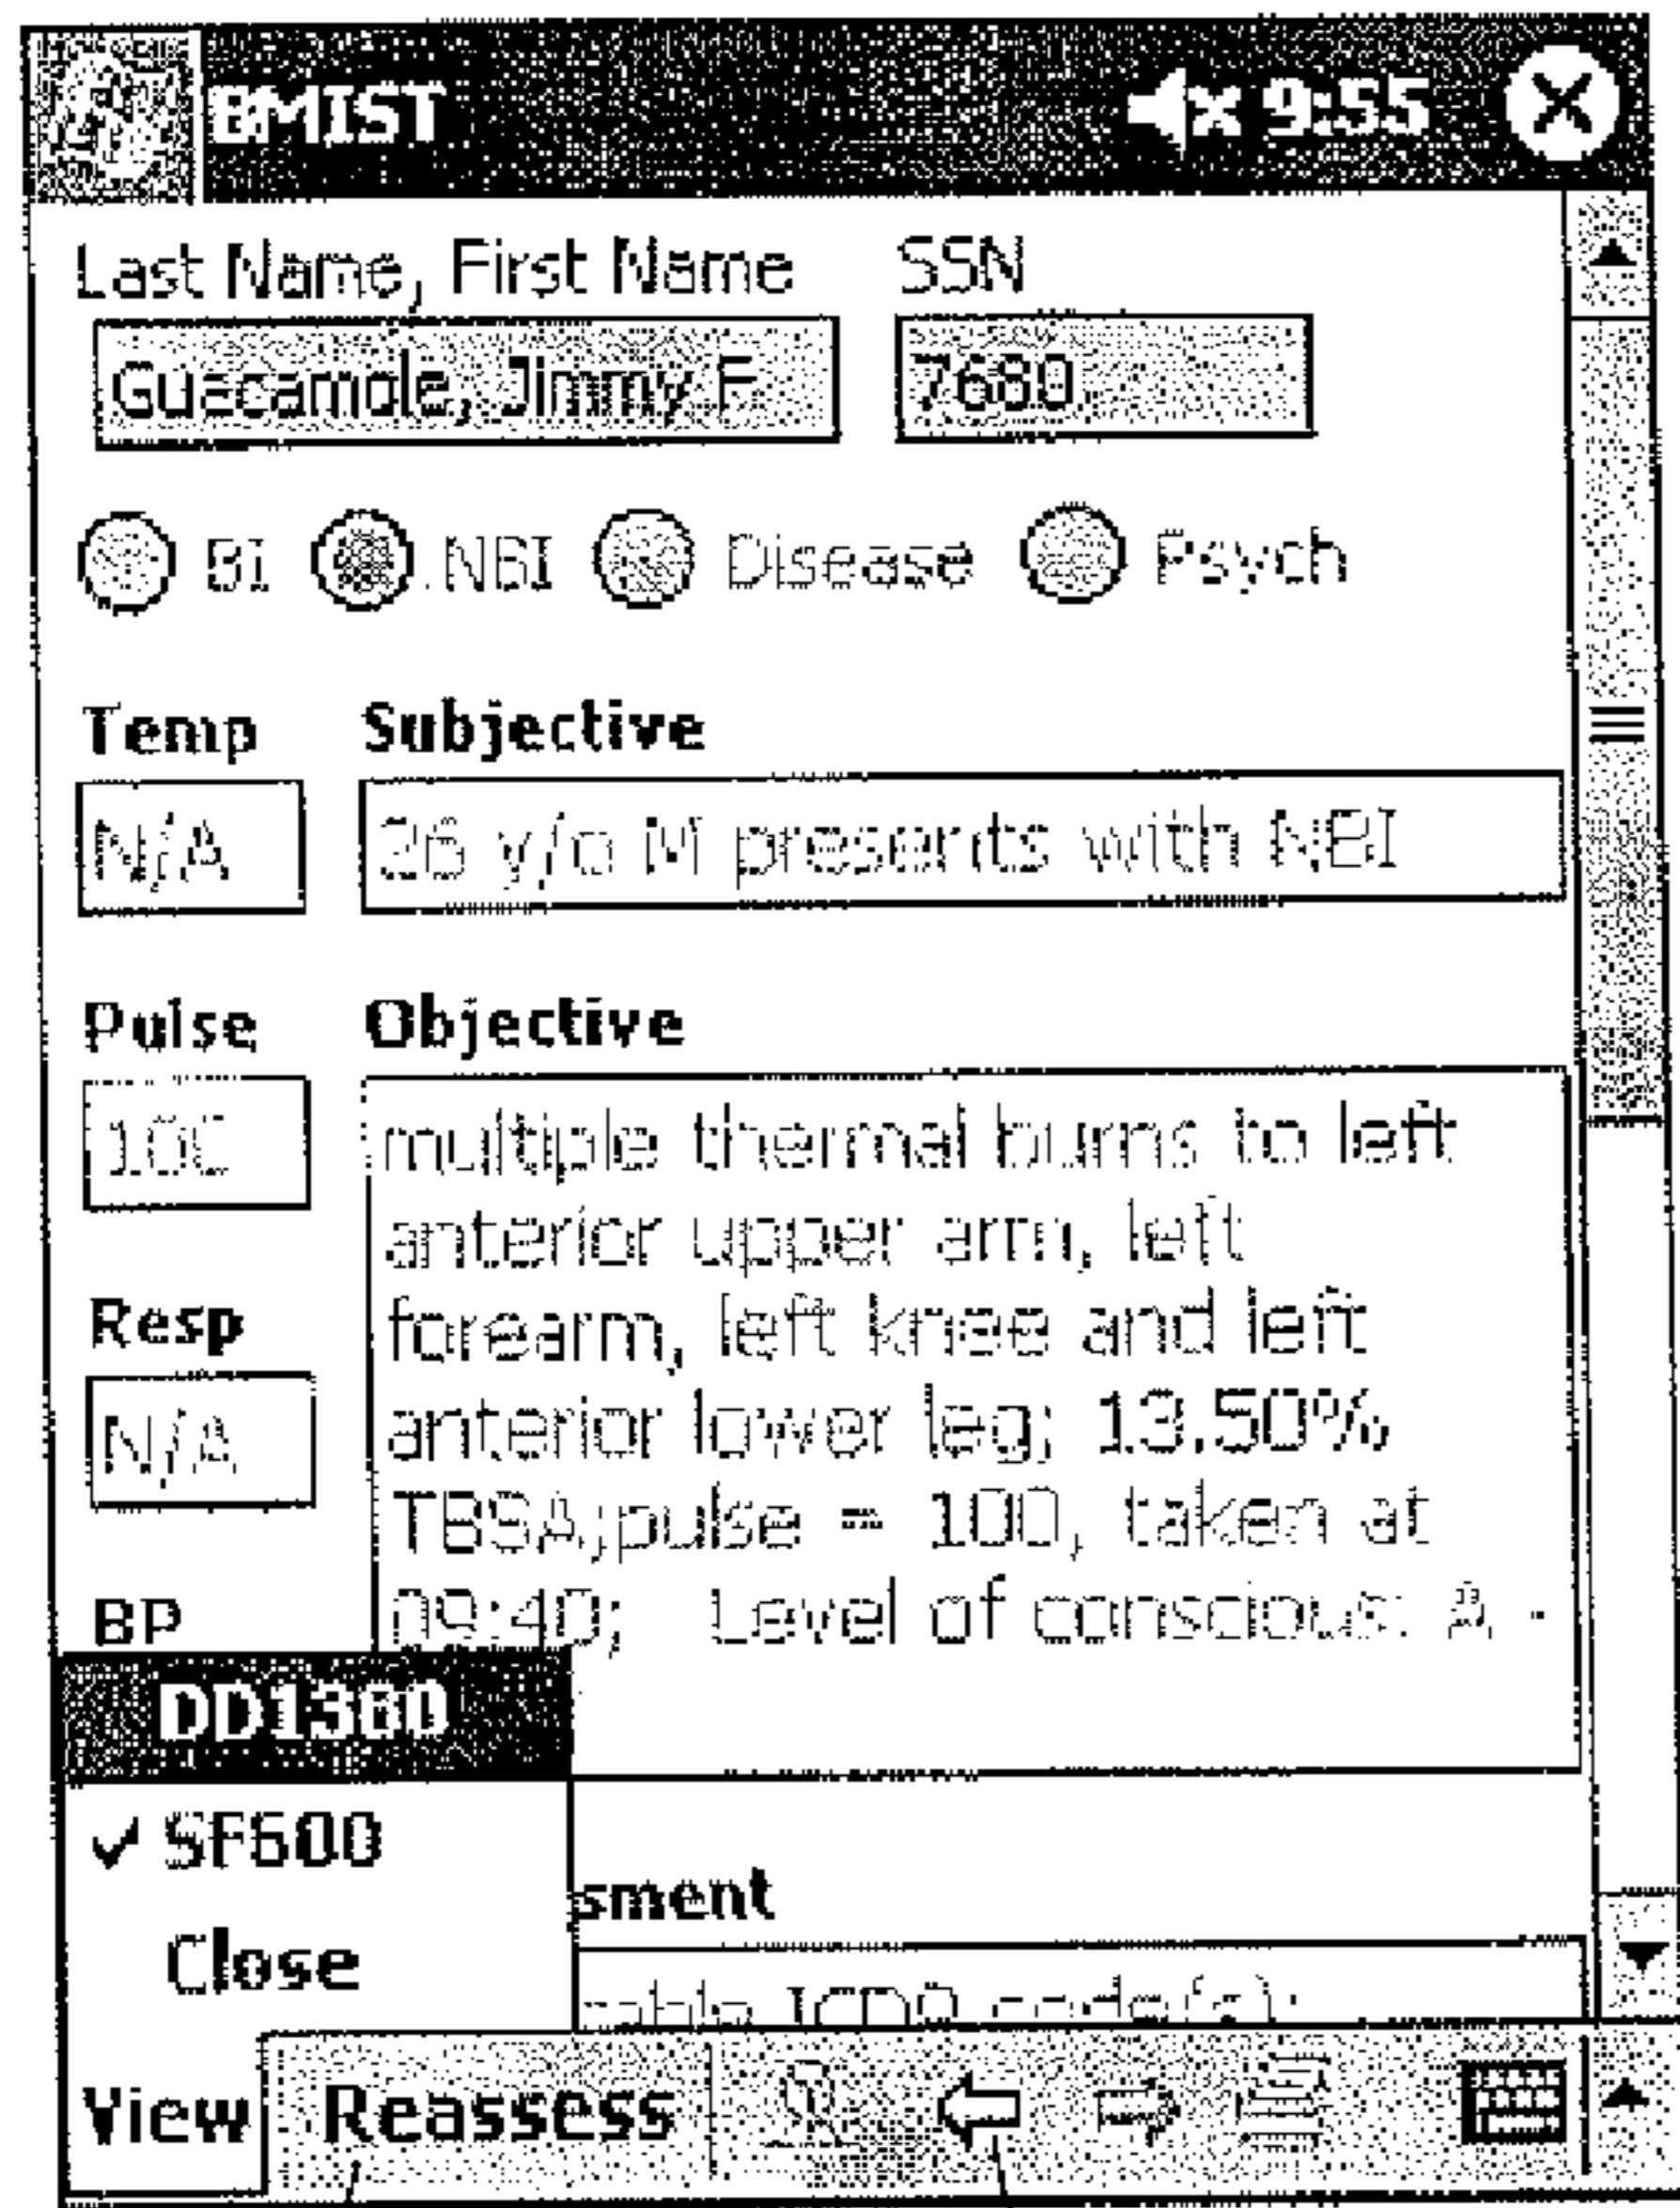 BMIST 9:55
Last Name, First Name SSN
Guacamole, Jimmy F 7680
BI NBI Disease Psych
Temp Subjective
N/A 26 y/o M presents with NBI
Pulse Objective
100 multiple thermal burns to left
anterior upper arm, left
Resp forearm, left knee and left
N/A anterior lower leg; 13.50%
TBSA;pulse = 100, taken at
BP 09:40; Level of conscious: A -
DD1380
SF600
sment
Close
ICD9 code(s):
View Reassess